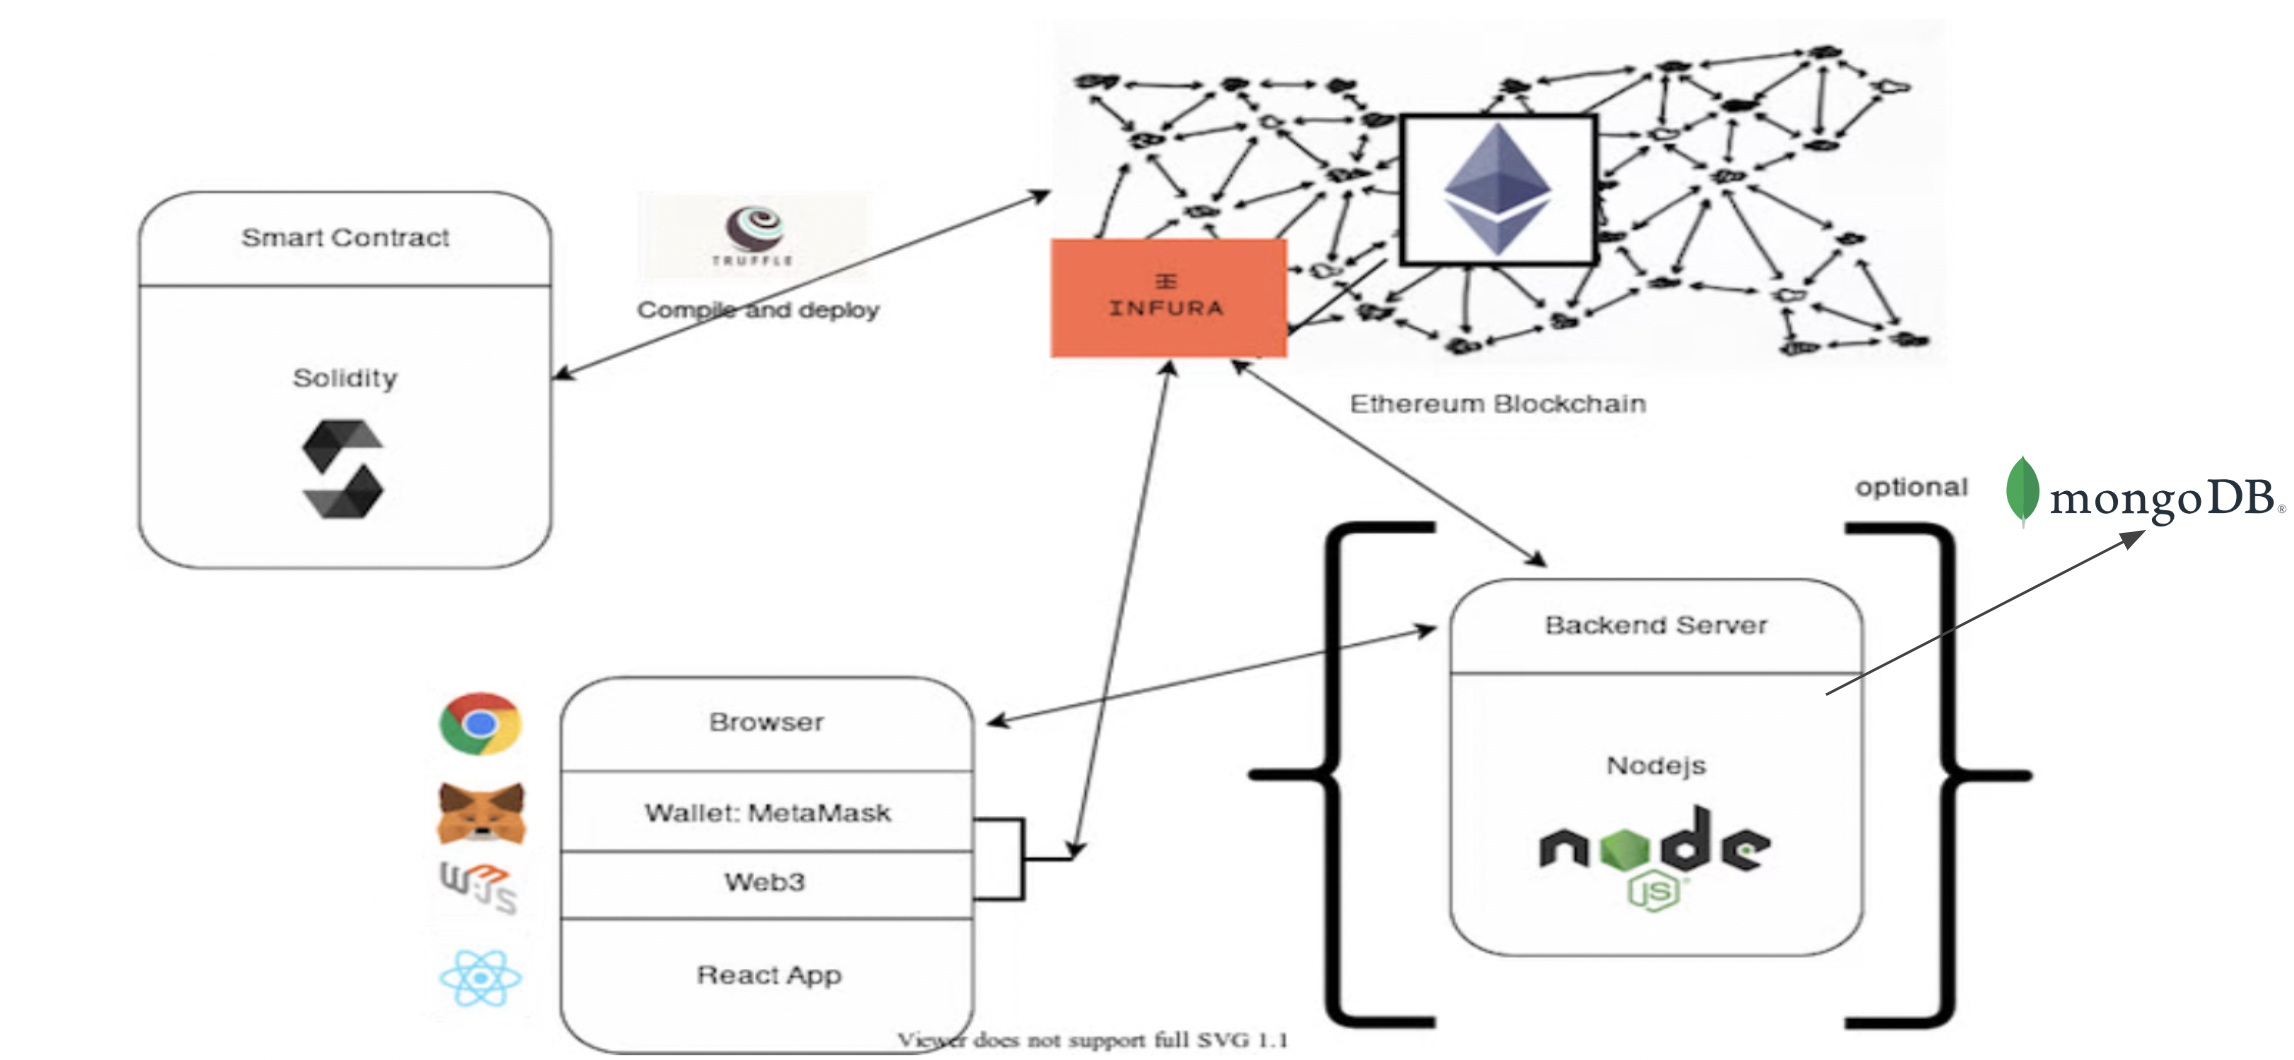 Smart Contract
Solidity
TRUFFLE
Compile and deploy
INFURA
Ethereum Blockchain
optional
mongoDB®
Backend Server
Nodejs
node
JS
Browser
Wallet: MetaMask
W3JS
Web3
React App
Viewer does not support full SVG 1.1